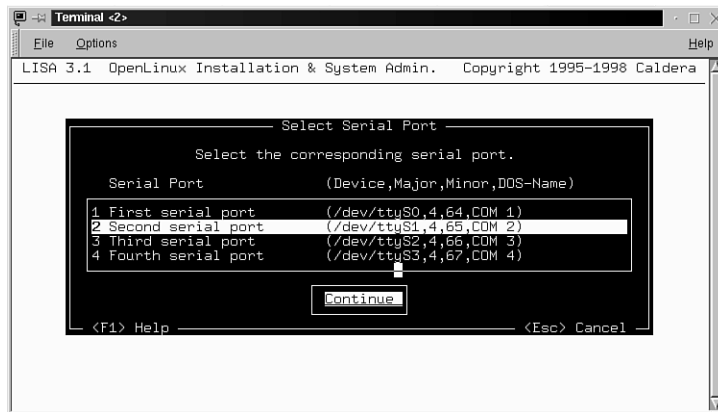 Terminal <2>
File Options Help
LISA 3.1 OpenLinux Installation & System Admin. Copyright 1995-1998 Caldera
Select Serial Port
Select the corresponding serial port.
Serial Port (Device,Major,Minor,DOS-Name)
1 First serial port (/dev/ttyS0,4,64,COM 1)
2 Second serial port (/dev/ttyS1,4,65,COM 2)
3 Third serial port (/dev/ttyS2,4,66,COM 3)
4 Fourth serial port (/dev/ttyS3,4,67,COM 4)
Continue
<F1> Help <Esc> Cancel